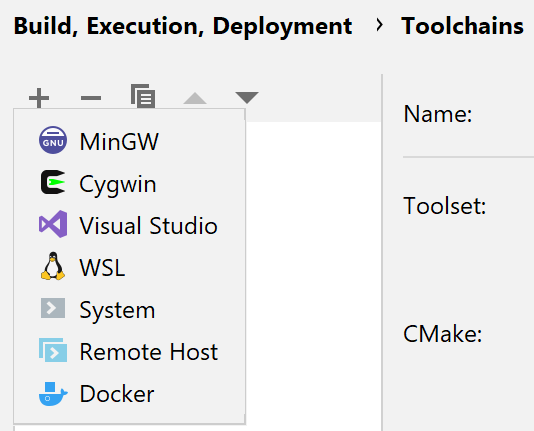 Build, Execution, Deployment › Toolchains
Name:
GNU MinGW
Cygwin
Toolset:
Visual Studio
WSL
System
CMake:
Remote Host
Docker